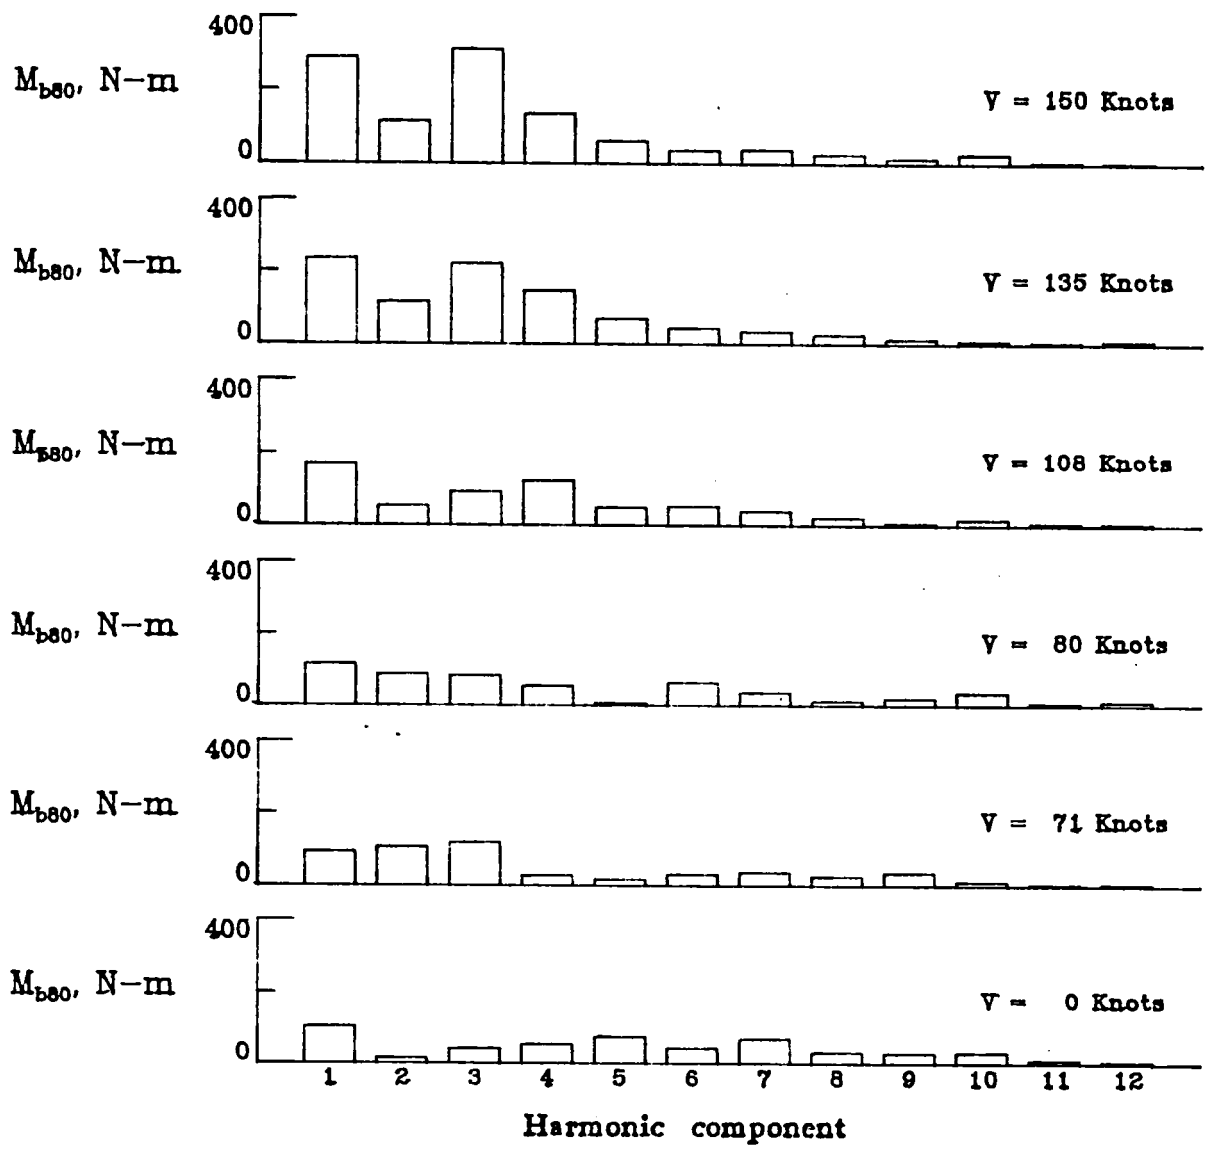 400
M_b80, N-m
V = 150 Knots
0
400
M_b80, N-m
V = 135 Knots
0
400
M_b80, N-m
V = 108 Knots
0
400
M_b80, N-m
V = 80 Knots
0
400
M_b80, N-m
V = 71 Knots
0
400
M_b80, N-m
V = 0 Knots
0
1 2 3 4 5 6 7 8 9 10 11 12
Harmonic component